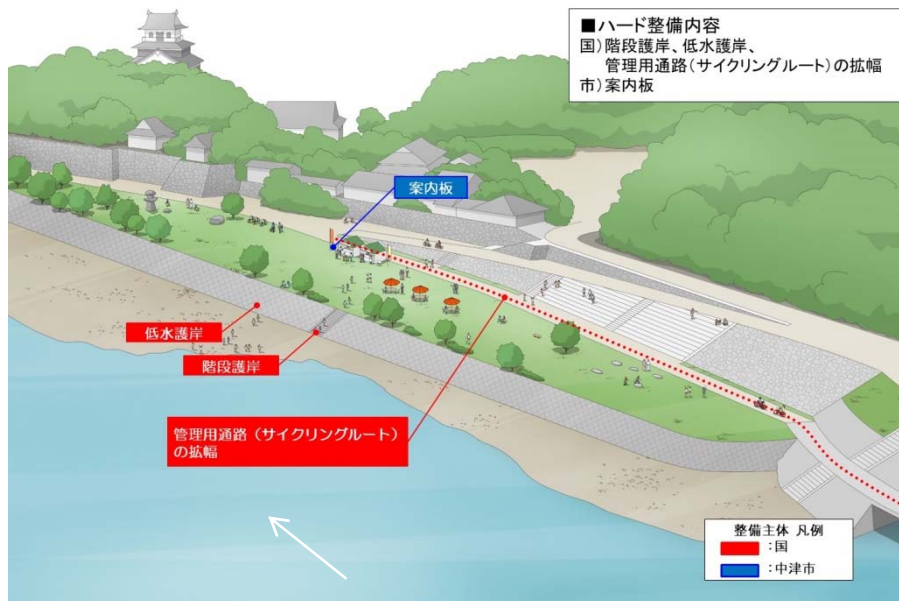 ■ハード整備内容
国)階段護岸、低水護岸、
管理用通路(サイクリングルート)の拡幅
市)案内板
案内板
低水護岸
階段護岸
管理用通路(サイクリングルート)
の拡幅
整備主体 凡例
:国
:中津市